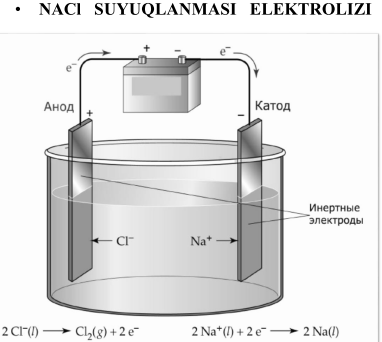 • NACl SUYUQLANMASI ELEKTROLIZI
+ −
e⁻ e⁻
Анод Катод
+ −
Инертные
электроды
Cl⁻ Na⁺
2 Cl⁻(l) → Cl₂(g) + 2 e⁻ 2 Na⁺(l) + 2 e⁻ → 2 Na(l)